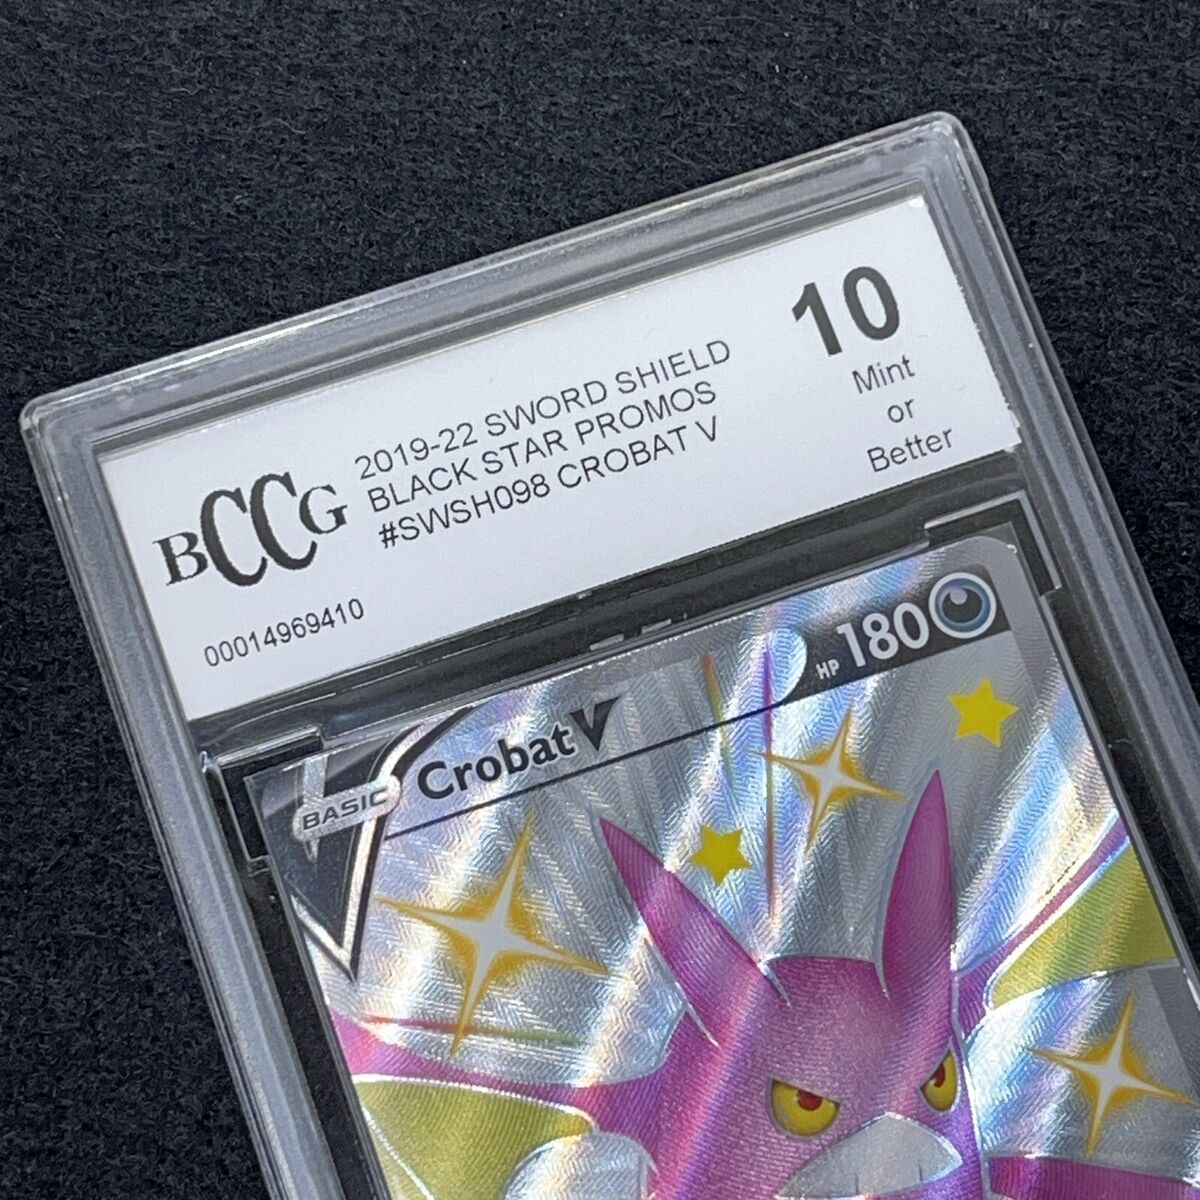 BCCG
2019-22 SWORD SHIELD
BLACK STAR PROMOS
#SWSH098 CROBAT V
00014969410
10
Mint
or
Better
BASIC
Crobat V
HP 180